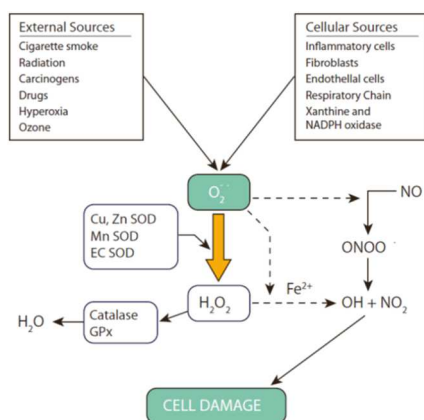 External Sources
Cigarette smoke
Radiation
Carcinogens
Drugs
Hyperoxia
Ozone
Cellular Sources
Inflammatory cells
Fibroblasts
Endothellal cells
Respiratory Chain
Xanthine and
NADPH oxidase
O₂˙⁻
NO
Cu, Zn SOD
Mn SOD
EC SOD
ONOO⁻
Fe²⁺
H₂O
Catalase
GPx
H₂O₂
OH + NO₂
CELL DAMAGE